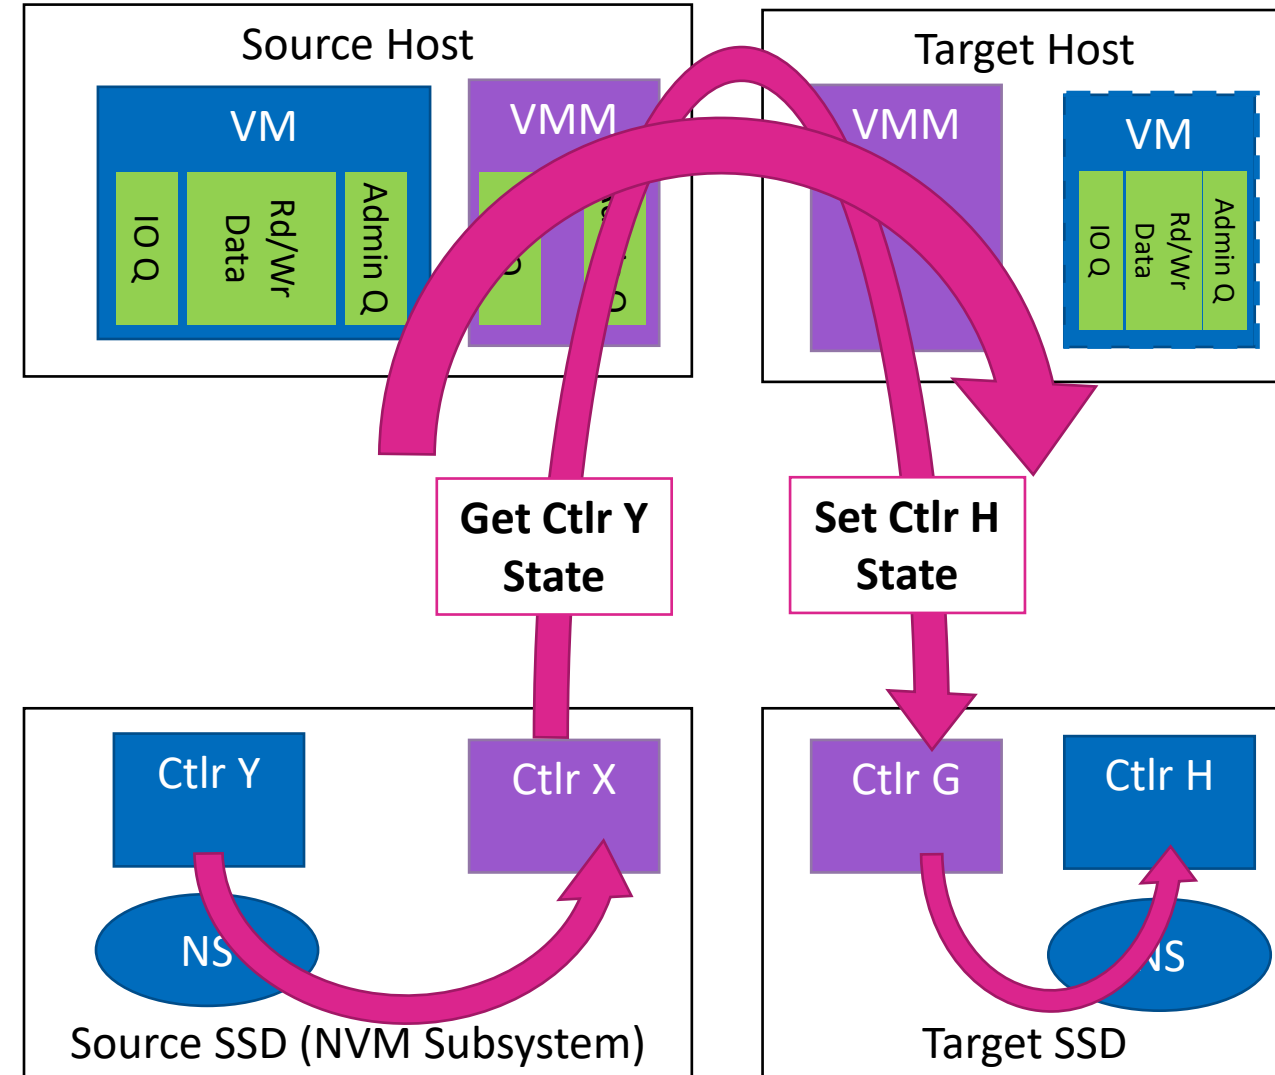 Source Host
Target Host
VM
VMM
VMM
VM
IO Q
Rd/Wr
Data
Admin Q
IO Q
Rd/Wr
Data
Admin Q
Get Ctlr Y
State
Set Ctlr H
State
Ctlr Y
Ctlr X
Ctlr G
Ctlr H
NS
NS
Source SSD (NVM Subsystem)
Target SSD